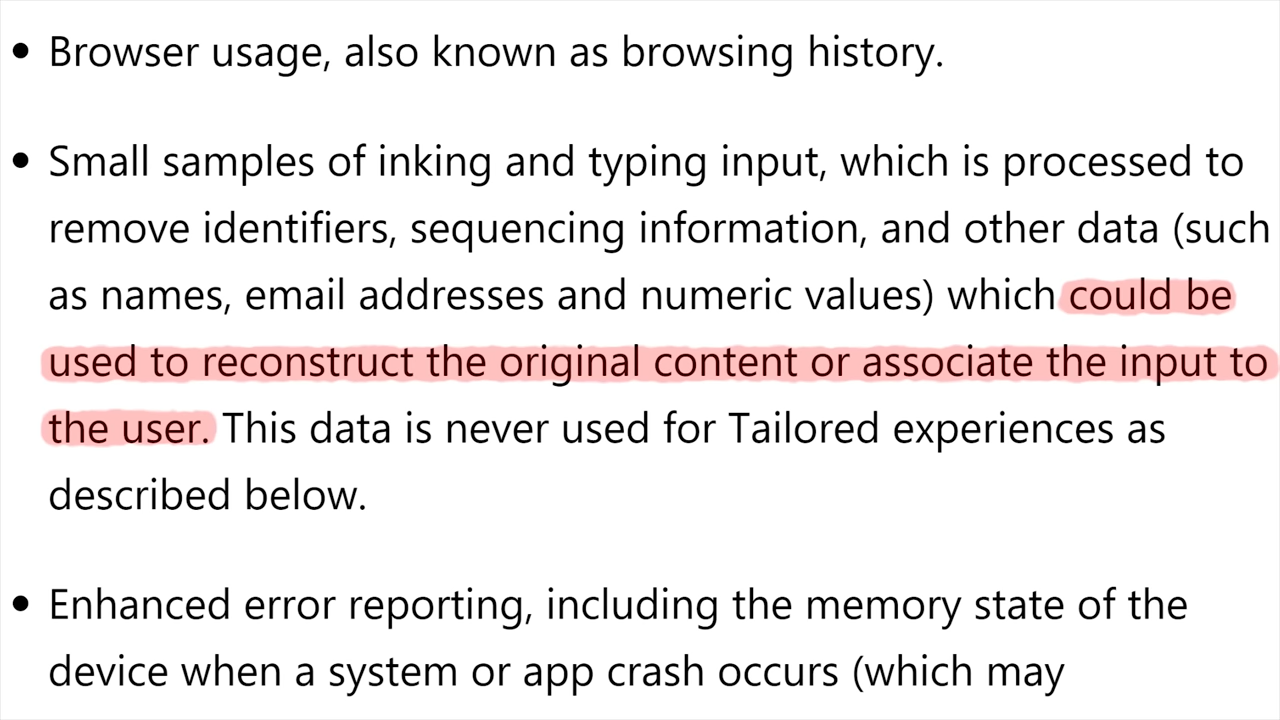 • Browser usage, also known as browsing history.
• Small samples of inking and typing input, which is processed to
remove identifiers, sequencing information, and other data (such
as names, email addresses and numeric values) which could be
used to reconstruct the original content or associate the input to
the user. This data is never used for Tailored experiences as
described below.
• Enhanced error reporting, including the memory state of the
device when a system or app crash occurs (which may